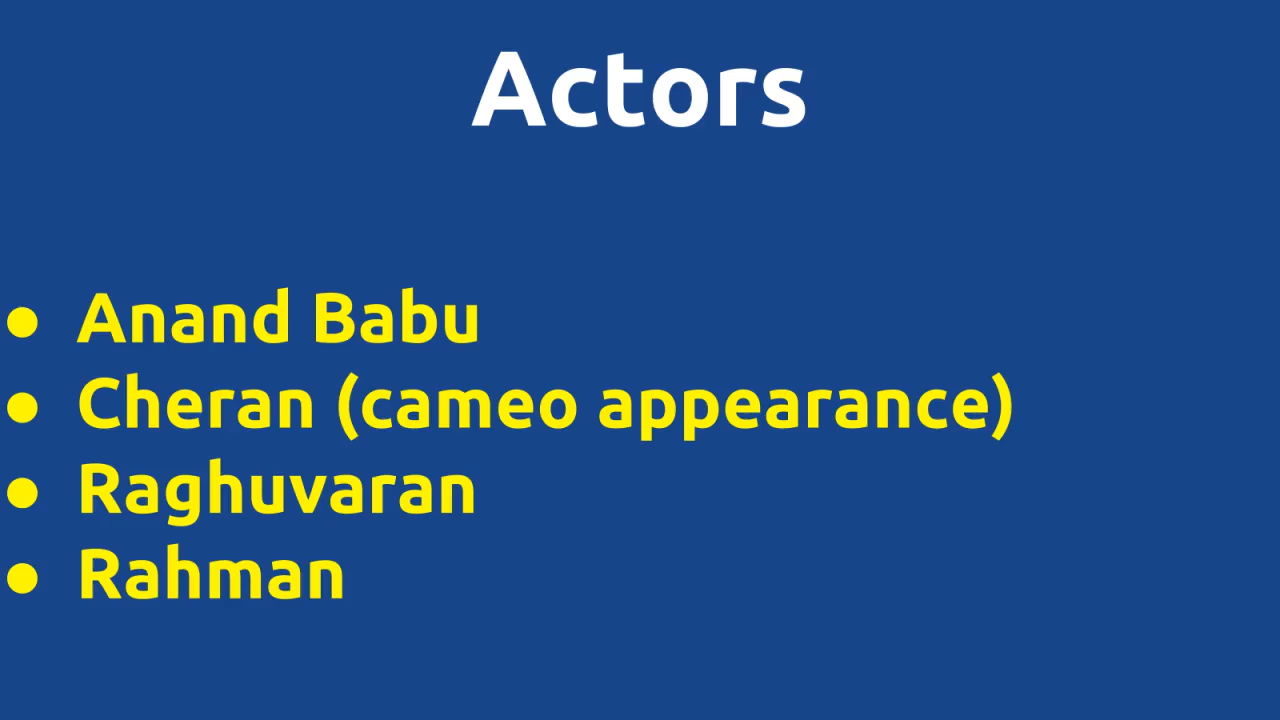 Actors
● Anand Babu
● Cheran (cameo appearance)
● Raghuvaran
● Rahman